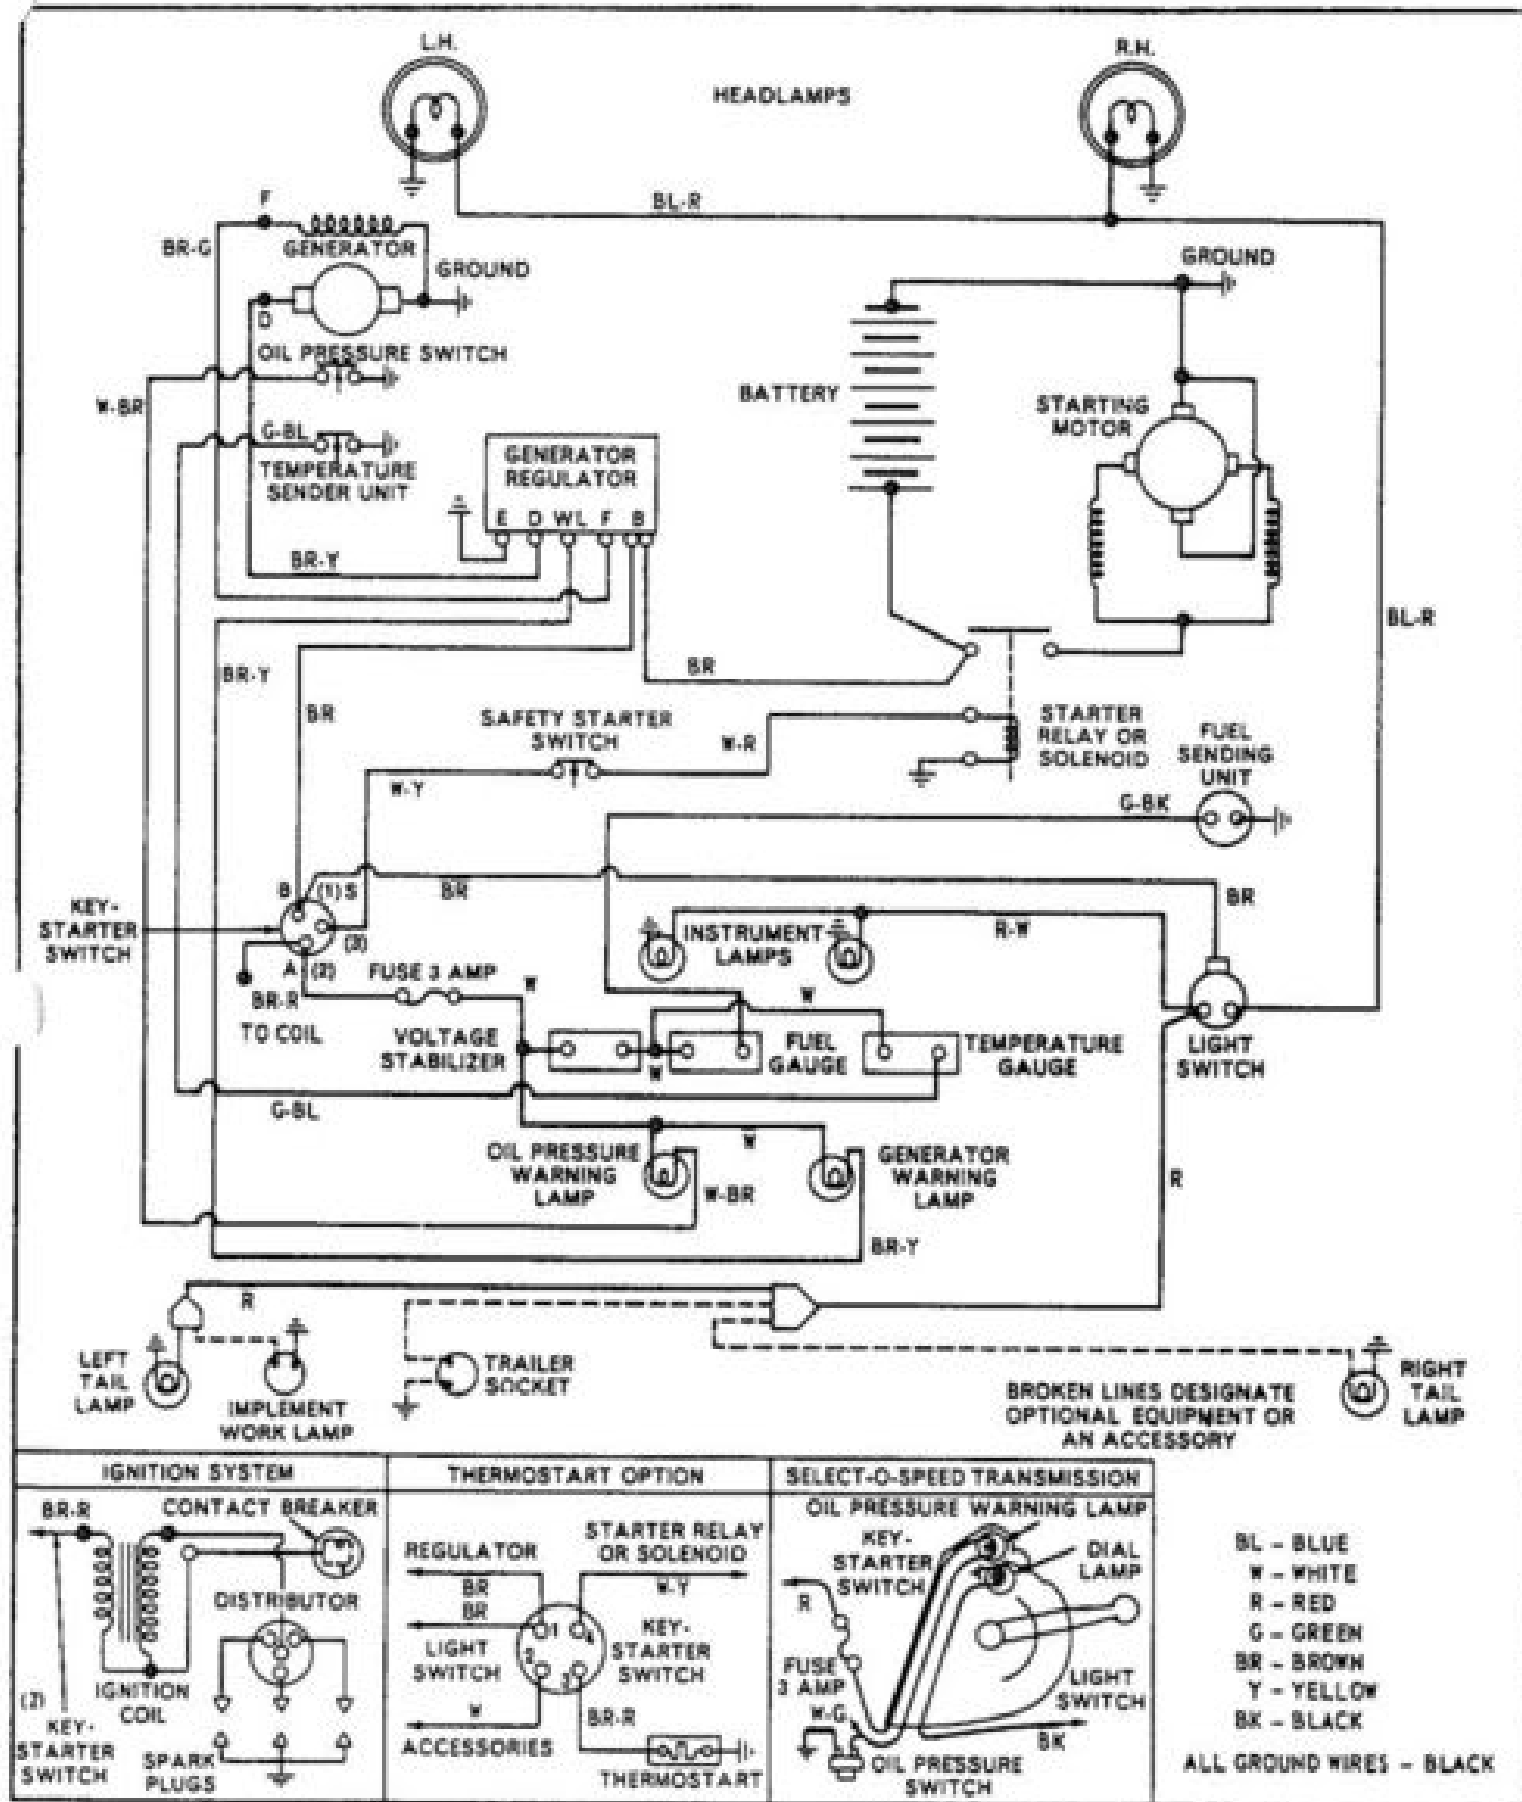 L.H.
R.H.
HEADLAMPS
BL-R
F
BR-G
GENERATOR
GROUND
D
GROUND
OIL PRESSURE SWITCH
W-BR
BATTERY
STARTING
MOTOR
G-BL
TEMPERATURE
SENDER UNIT
GENERATOR
REGULATOR
E D WL F B
BR-Y
BL-R
BR-Y
BR
BR
SAFETY STARTER
SWITCH
W-R
W-Y
STARTER
RELAY OR
SOLENOID
FUEL
SENDING
UNIT
G-BK
B
(1) S
BR
BR
KEY-
STARTER
SWITCH
(3)
A (2)
INSTRUMENT
LAMPS
R-W
FUSE 3 AMP
W
W
BR-R
TO COIL
VOLTAGE
STABILIZER
FUEL
GAUGE
W
TEMPERATURE
GAUGE
LIGHT
SWITCH
G-BL
OIL PRESSURE
WARNING
LAMP
W
GENERATOR
WARNING
LAMP
W-BR
R
BR-Y
R
LEFT
TAIL
LAMP
IMPLEMENT
WORK LAMP
TRAILER
SOCKET
BROKEN LINES DESIGNATE
OPTIONAL EQUIPMENT OR
AN ACCESSORY
RIGHT
TAIL
LAMP
IGNITION SYSTEM
BR-R
CONTACT BREAKER
DISTRIBUTOR
IGNITION
COIL
(2)
KEY-
STARTER
SWITCH
SPARK
PLUGS
THERMOSTART OPTION
REGULATOR
STARTER RELAY
OR SOLENOID
BR
BR
W-Y
1 4
2 3
LIGHT
SWITCH
KEY-
STARTER
SWITCH
W
BR-R
ACCESSORIES
THERMOSTART
SELECT-O-SPEED TRANSMISSION
OIL PRESSURE WARNING LAMP
KEY-
STARTER
SWITCH
DIAL
LAMP
R
FUSE
3 AMP
W-G
LIGHT
SWITCH
BK
OIL PRESSURE
SWITCH
BL - BLUE
W - WHITE
R - RED
G - GREEN
BR - BROWN
Y - YELLOW
BK - BLACK
ALL GROUND WIRES - BLACK